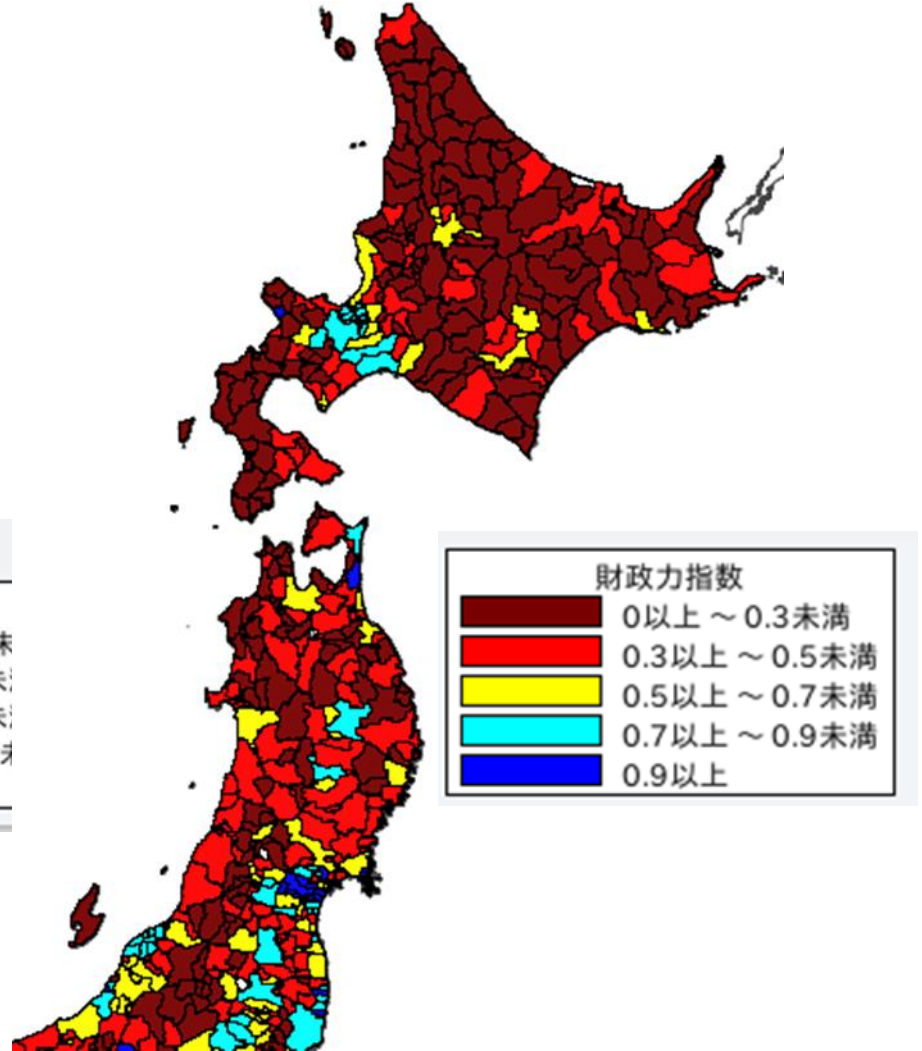 財政力指数
0以上 ～ 0.3未満
0.3以上 ～ 0.5未満
0.5以上 ～ 0.7未満
0.7以上 ～ 0.9未満
0.9以上